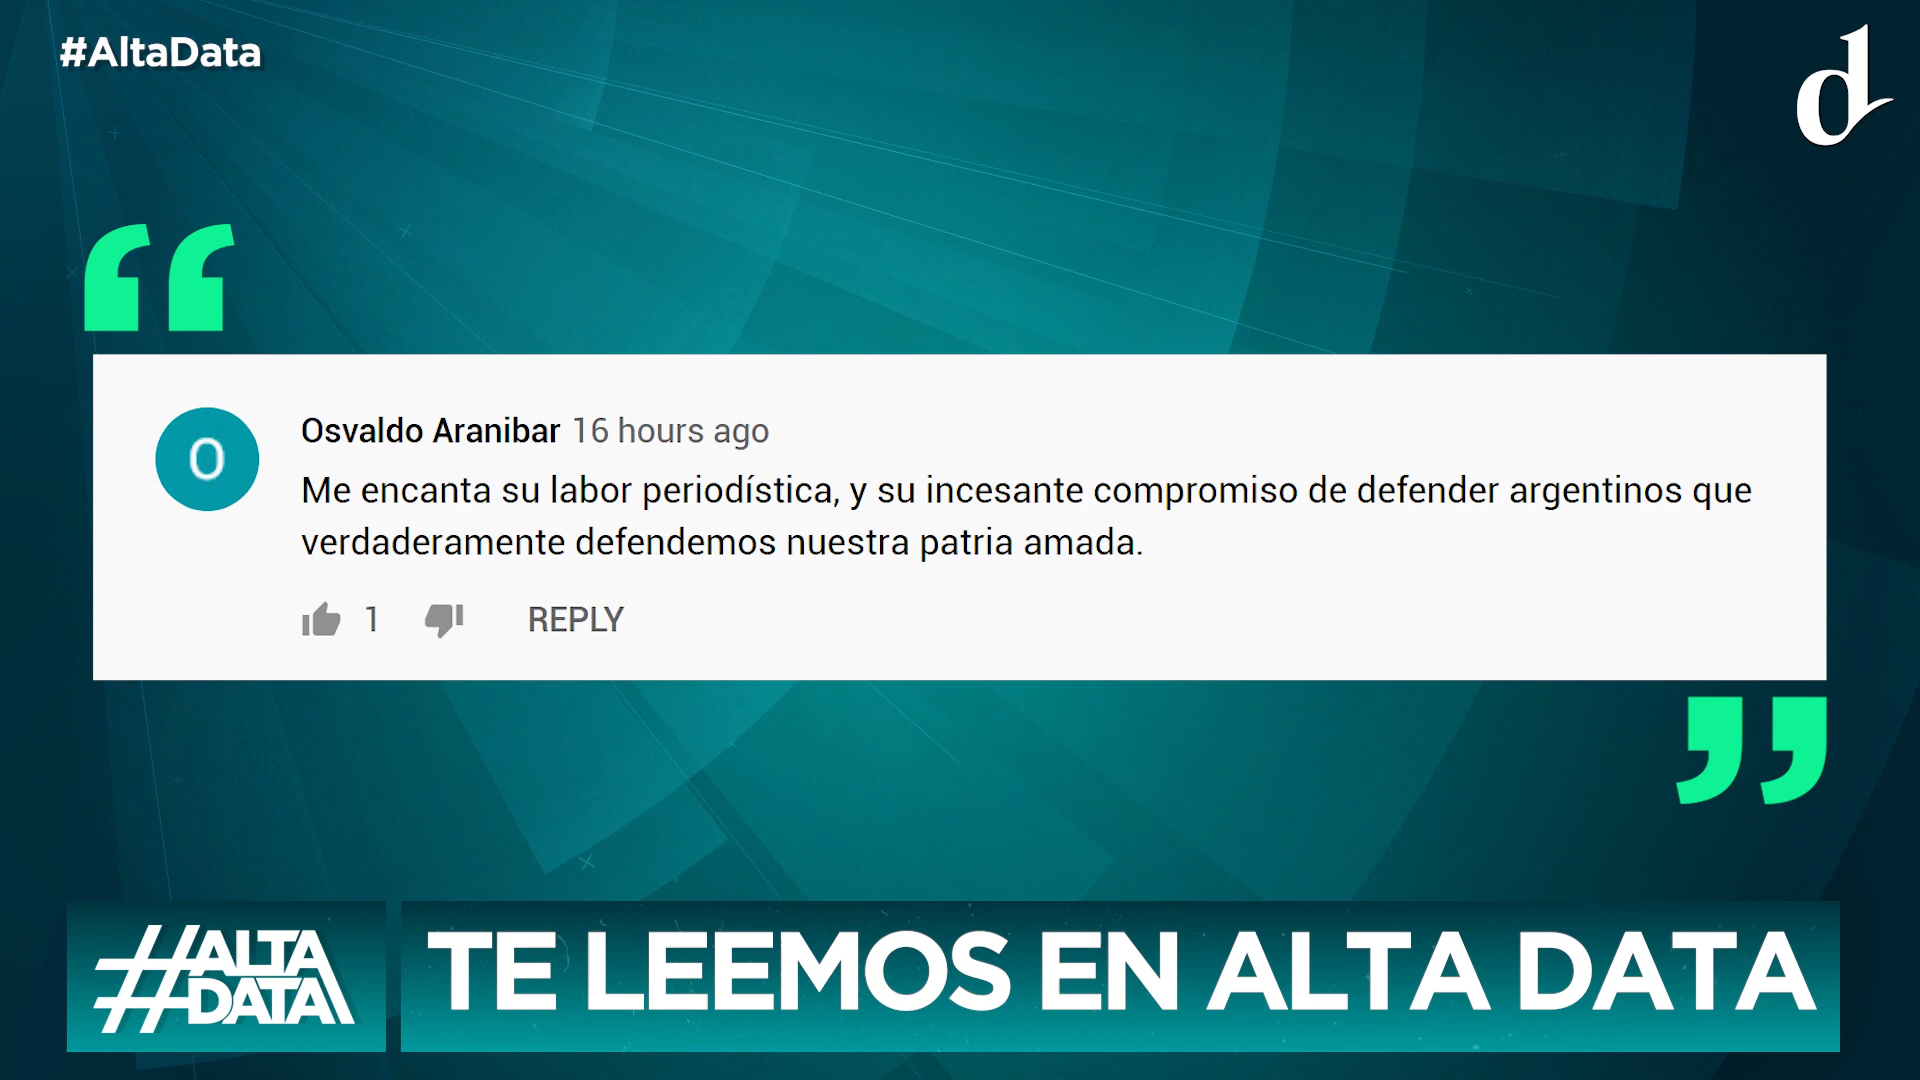 #AltaData
d
“
O
Osvaldo Aranibar 16 hours ago
Me encanta su labor periodística, y su incesante compromiso de defender argentinos que
verdaderamente defendemos nuestra patria amada.
1 REPLY
”
#ALTA
DATA
TE LEEMOS EN ALTA DATA